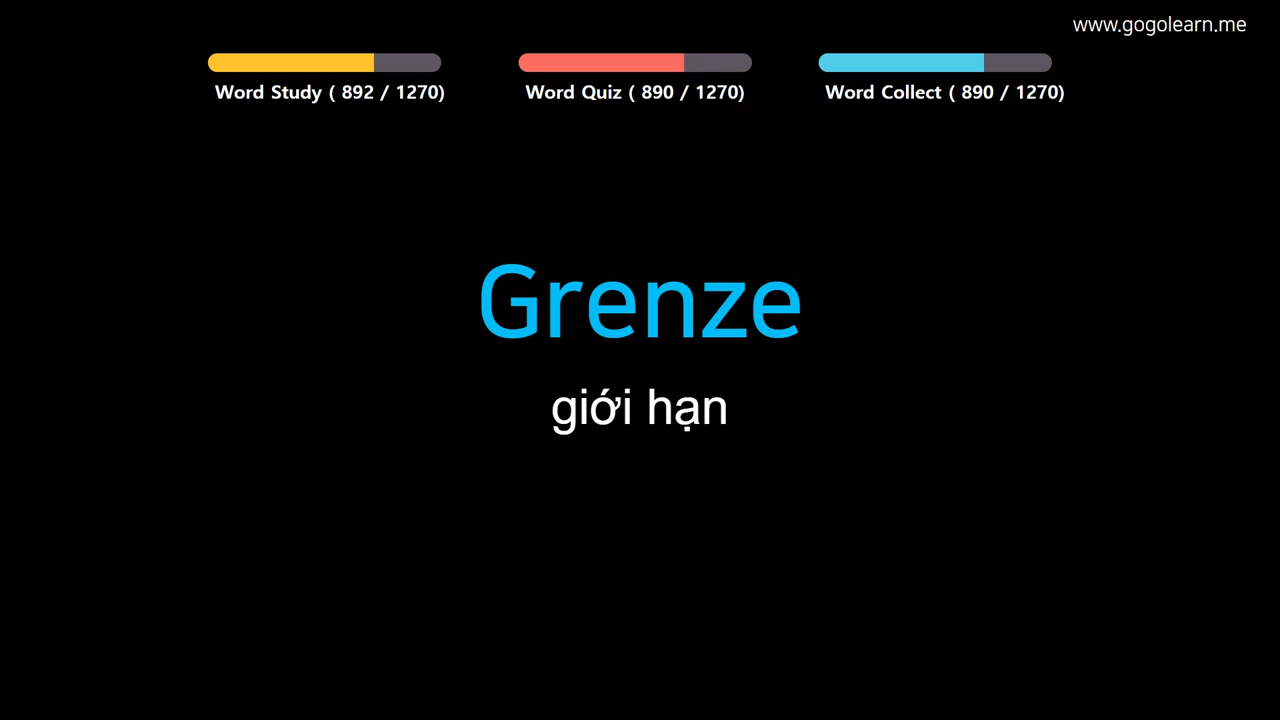 www.gogolearn.me
Word Study ( 892 / 1270)
Word Quiz ( 890 / 1270)
Word Collect ( 890 / 1270)
Grenze
giới hạn